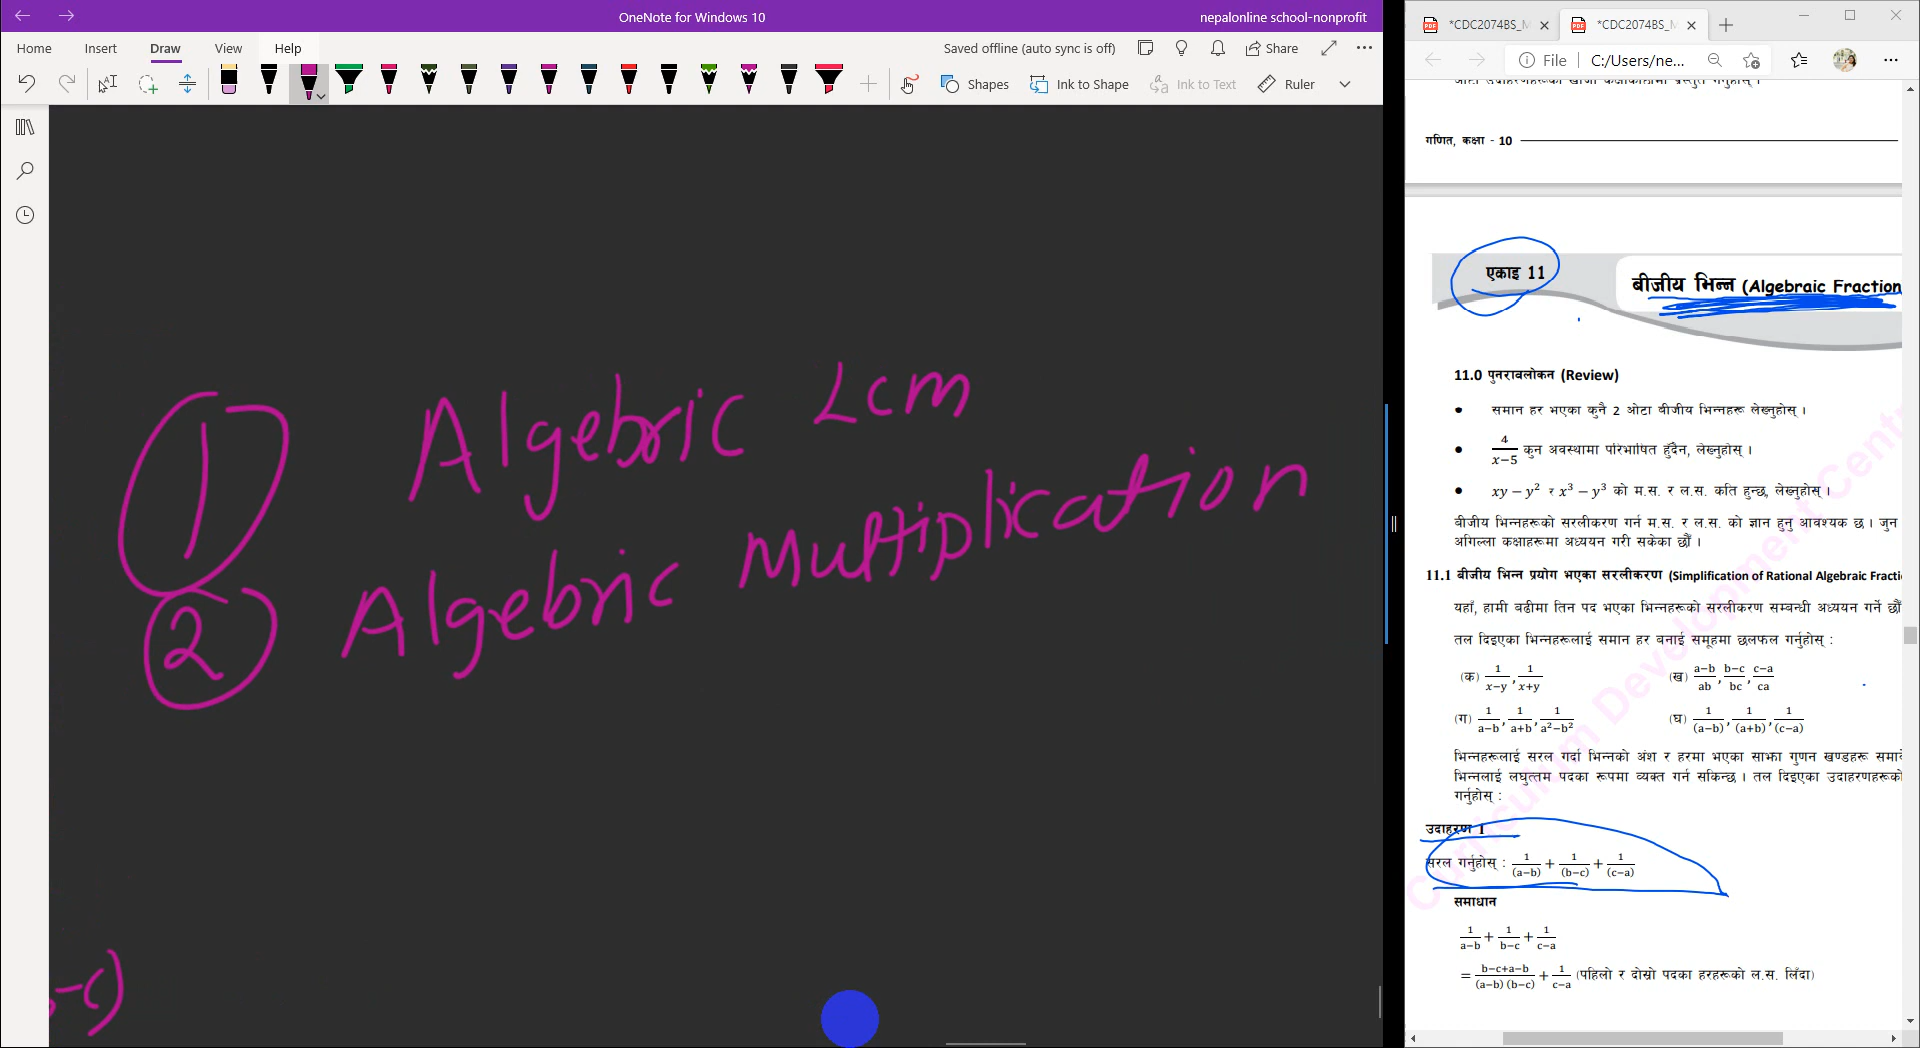 OneNote for Windows 10
nepalonline school-nonprofit
Home Insert Draw View Help
Saved offline (auto sync is off) Share
Shapes Ink to Shape Ink to Text Ruler
1 Algebric Lcm
2 Algebric Multiplication
-c)
*CDC2074BS_M *CDC2074BS_M
File C:/Users/ne...
गणित, कक्षा - 10
एकाइ 11
बीजीय भिन्न (Algebraic Fraction
11.0 पुनरावलोकन (Review)
• समान हर भएका कुनै 2 ओटा बीजीय भिन्नहरू लेख्नुहोस् ।
• 4/(x−5) कुन अवस्थामा परिभाषित हुँदैन, लेख्नुहोस् ।
• xy − y² र x³ − y³ को म.स. र ल.स. कति हुन्छ, लेख्नुहोस् ।
बीजीय भिन्नहरूको सरलीकरण गर्न म.स. र ल.स. को ज्ञान हुनु आवश्यक छ । जुन
अगिल्ला कक्षाहरूमा अध्ययन गरी सकेका छौँ ।
11.1 बीजीय भिन्न प्रयोग भएका सरलीकरण (Simplification of Rational Algebraic Fracti
यहाँ, हामी बढीमा तिन पद भएका भिन्नहरूको सरलीकरण सम्बन्धी अध्ययन गर्ने छौँ
तल दिइएका भिन्नहरूलाई समान हर बनाई समूहमा छलफल गर्नुहोस् :
(क) 1/(x−y), 1/(x+y) (ख) (a−b)/ab, (b−c)/bc, (c−a)/ca
(ग) 1/(a−b), 1/(a+b), 1/(a²−b²) (घ) 1/(a−b), 1/(a+b), 1/(c−a)
भिन्नहरूलाई सरल गर्दा भिन्नको अंश र हरमा भएका साझा गुणन खण्डहरू
भिन्नलाई लघुत्तम पदका रूपमा व्यक्त गर्न सकिन्छ । तल दिइएका उदाहरणहरूको
गर्नुहोस् :
उदाहरण 1
सरल गर्नुहोस् : 1/(a−b) + 1/(b−c) + 1/(c−a)
समाधान
1/(a−b) + 1/(b−c) + 1/(c−a)
= (b−c+a−b)/((a−b)(b−c)) + 1/(c−a) (पहिलो र दोस्रो पदका हरहरूको ल.स. लिँदा)
Curriculum Development Centr